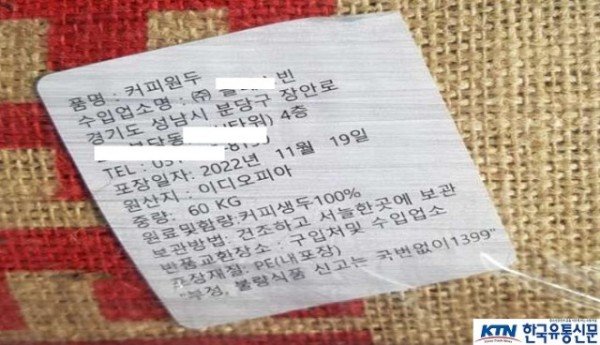 품명 : 커피원두
수입업소명 : ㈜ 빈
경기도 성남시 분당구 장안로
분당동 타워) 4층
TEL : 031
포장일자: 2022년 11월 19일
원산지 : 이디오피아
중량: 60 KG
원료및함량:커피생두100%
보관방법: 건조하고 서늘한곳에 보관
반품교환장소 : 구입처및 수입업소
포장재질: PE(내포장)
"부정, 불량식품 신고는 국번없이1399"
KTN 한국유통신문